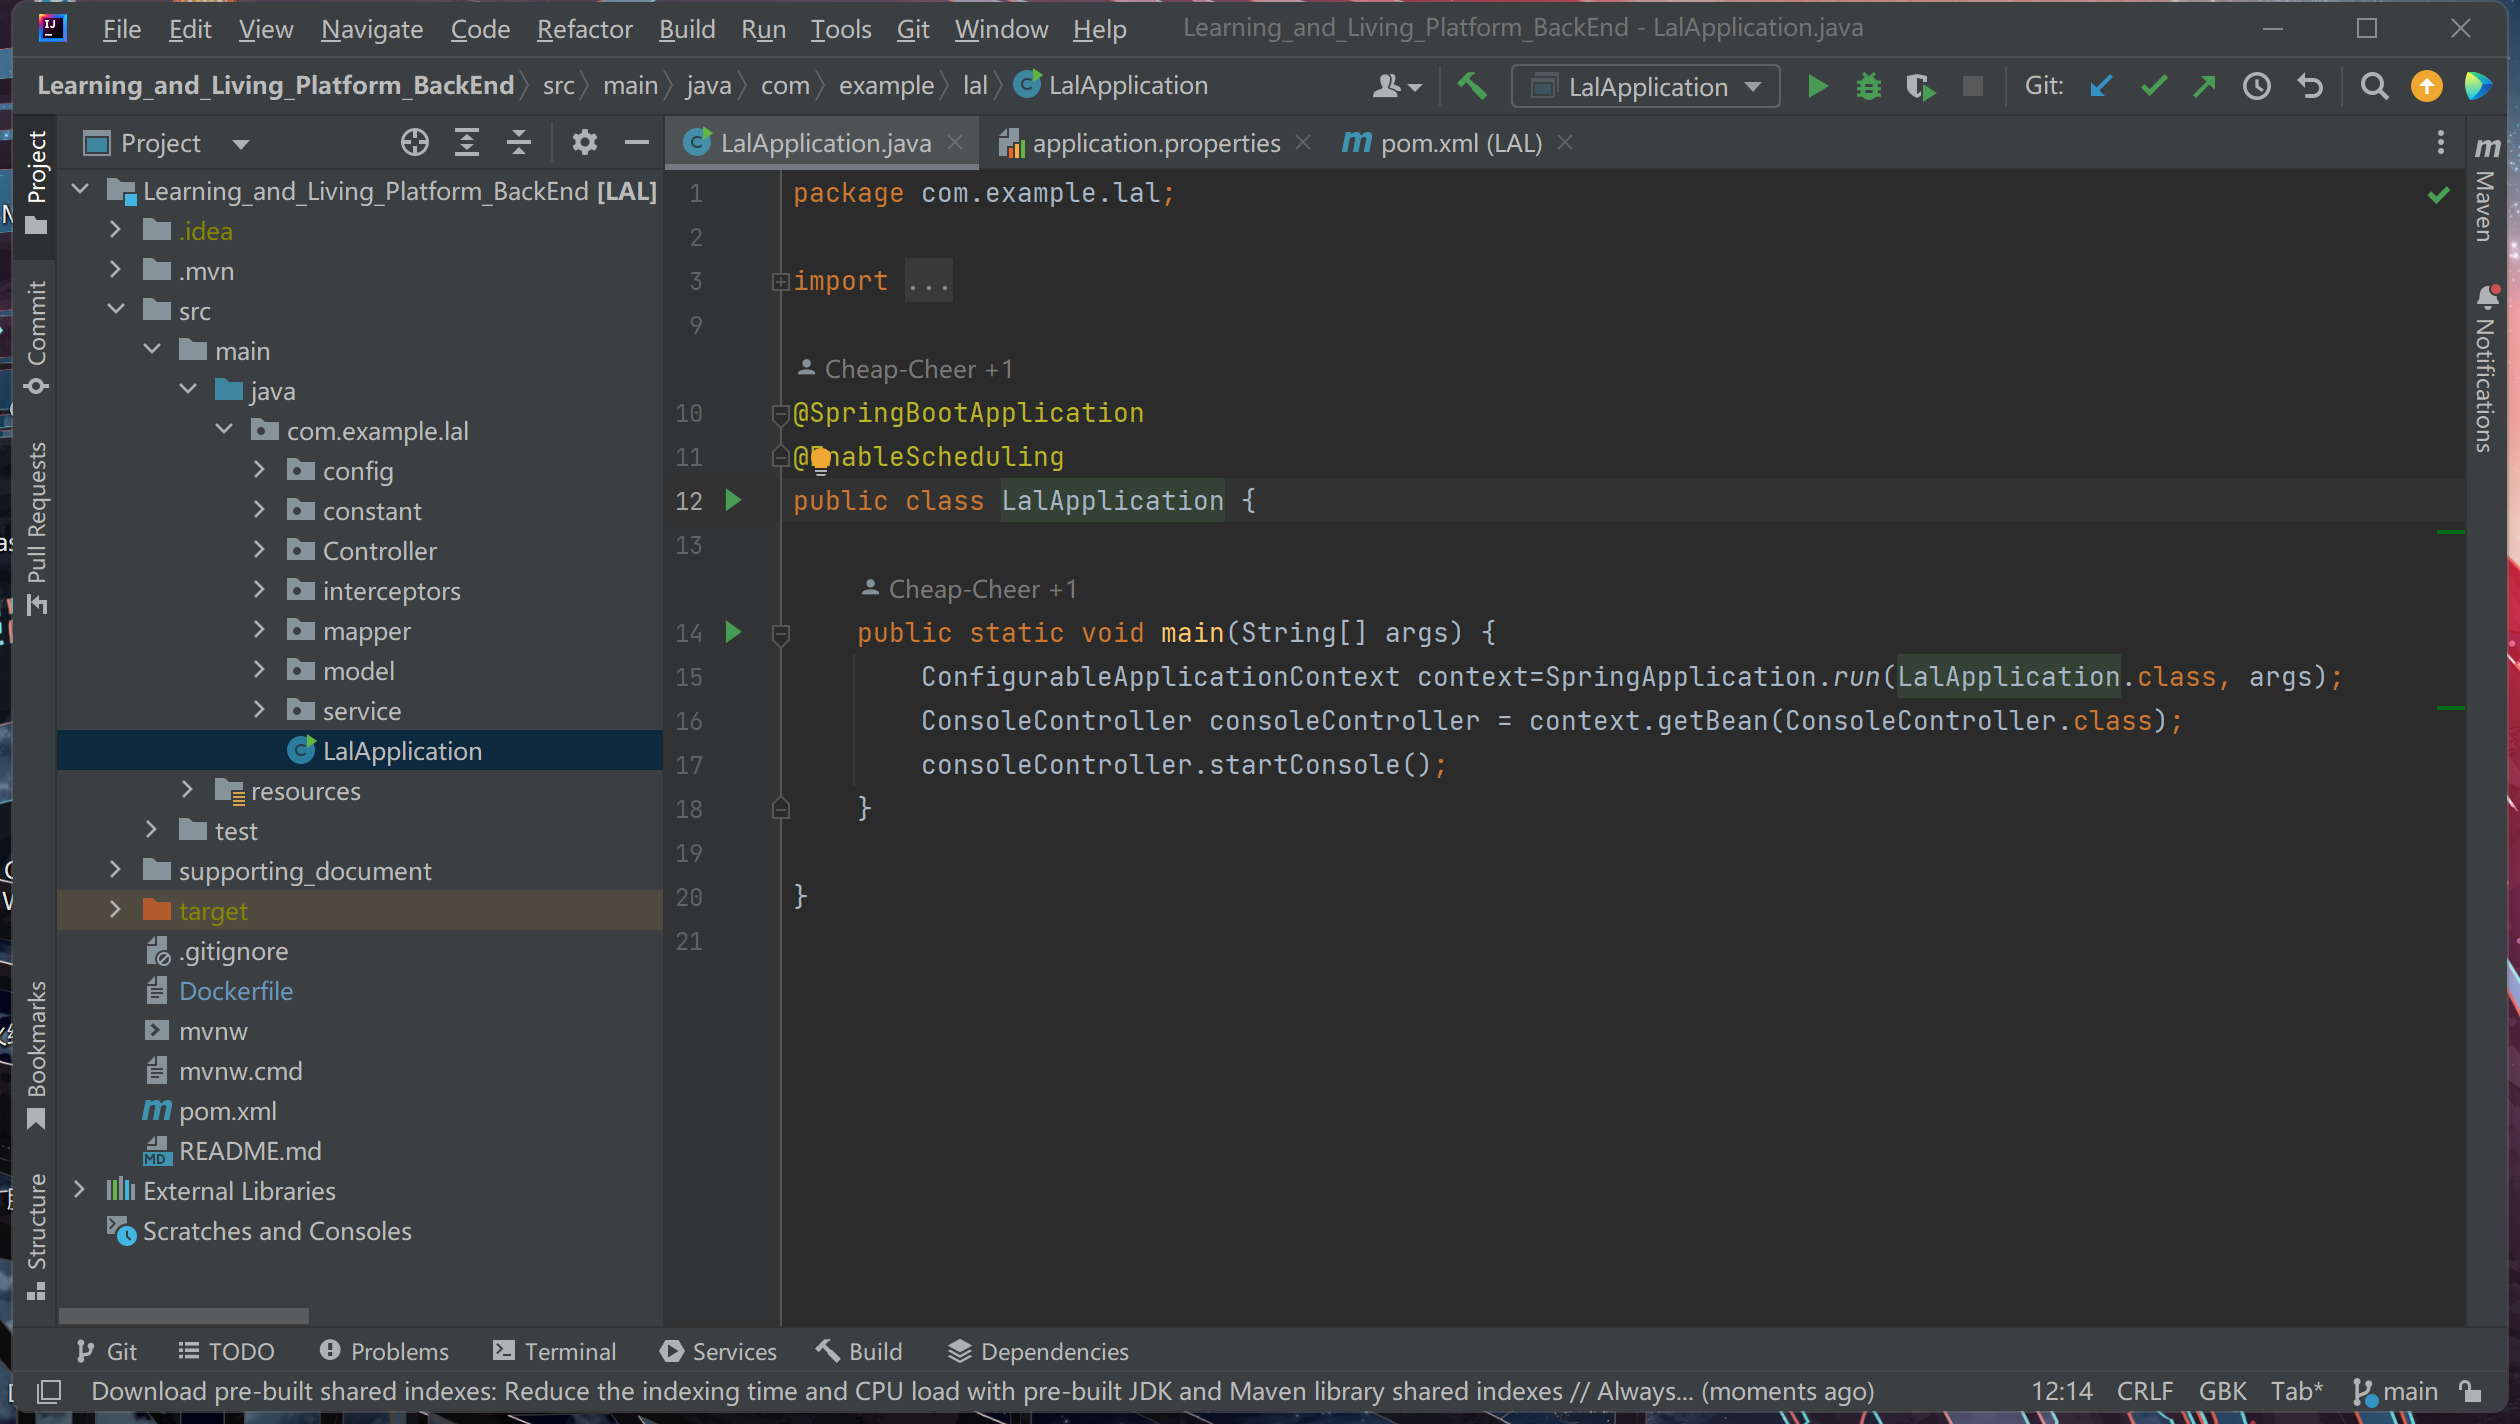 File Edit View Navigate Code Refactor Build Run Tools Git Window Help Learning_and_Living_Platform_BackEnd - LalApplication.java
Learning_and_Living_Platform_BackEnd src main java com example lal LalApplication LalApplication Git:
Project
LalApplication.java application.properties pom.xml (LAL)
Project
Commit
Pull Requests
Bookmarks
Structure
Learning_and_Living_Platform_BackEnd [LAL]
.idea
.mvn
src
main
java
com.example.lal
config
constant
Controller
interceptors
mapper
model
service
LalApplication
resources
test
supporting_document
target
.gitignore
Dockerfile
mvnw
mvnw.cmd
pom.xml
README.md
External Libraries
Scratches and Consoles
1 package com.example.lal;
2
3 import ...
9
Cheap-Cheer +1
10 @SpringBootApplication
11 @EnableScheduling
12 public class LalApplication {
13
Cheap-Cheer +1
14 public static void main(String[] args) {
15 ConfigurableApplicationContext context=SpringApplication.run(LalApplication.class, args);
16 ConsoleController consoleController = context.getBean(ConsoleController.class);
17 consoleController.startConsole();
18 }
19
20 }
21
Maven
Notifications
Git TODO Problems Terminal Services Build Dependencies
Download pre-built shared indexes: Reduce the indexing time and CPU load with pre-built JDK and Maven library shared indexes // Always... (moments ago) 12:14 CRLF GBK Tab* main